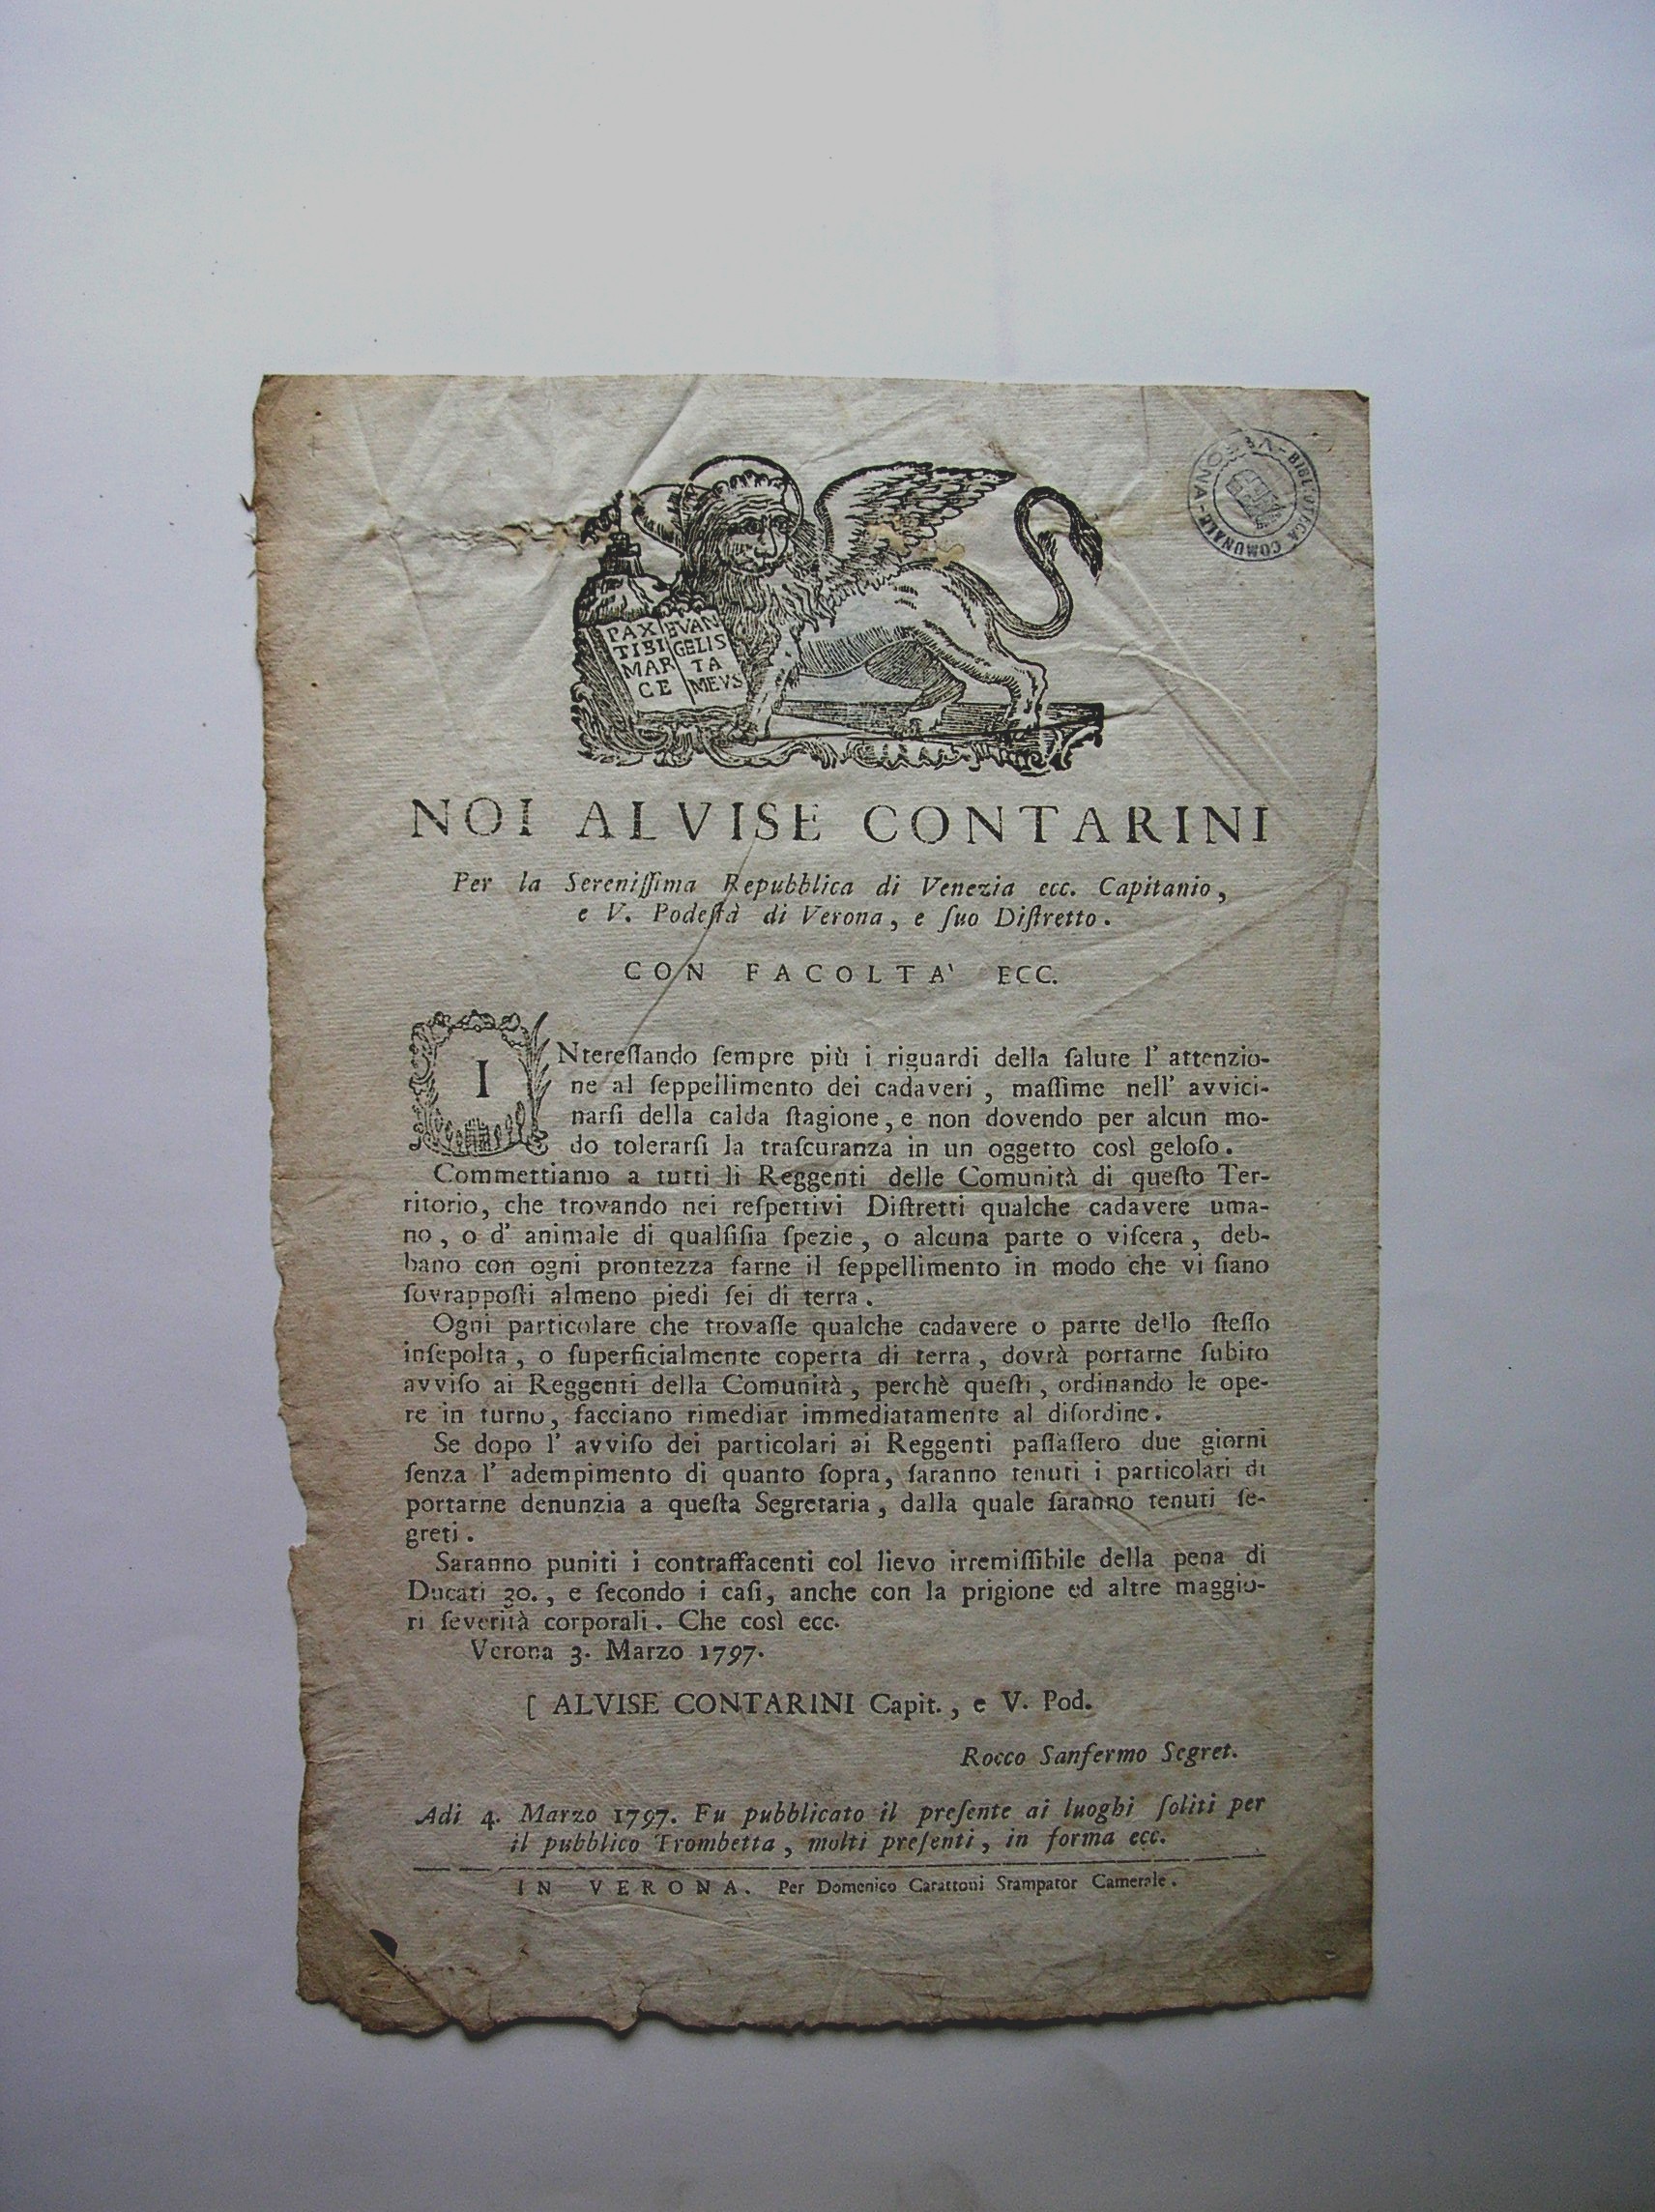 BIBLIOTECA COMUNALE - VERONA
PAX TIBI MAR CE
EVAN GELIS TA MEVS
NOI ALVISE CONTARINI
Per la Sereniſſima Repubblica di Venezia ecc. Capitanio,
e V. Podeſtà di Verona, e ſuo Diſtretto.
CON FACOLTA' ECC.
INtereſſando ſempre più i riguardi della ſalute l' attenzio-
ne al ſeppellimento dei cadaveri, maſſime nell' avvici-
narſi della calda ſtagione, e non dovendo per alcun mo-
do tolerarſi la traſcuranza in un oggetto così geloſo.
Commettiamo a tutti li Reggenti delle Comunità di queſto Ter-
ritorio, che trovando nei reſpettivi Diſtretti qualche cadavere uma-
no, o d' animale di qualſiſia ſpezie, o alcuna parte o viſcera, deb-
bano con ogni prontezza farne il ſeppellimento in modo che vi ſiano
ſovrappoſti almeno piedi ſei di terra.
Ogni particolare che trovaſſe qualche cadavere o parte dello ſteſſo
inſepolta, o ſuperficialmente coperta di terra, dovrà portarne ſubito
avviſo ai Reggenti della Comunità, perchè queſti, ordinando le ope-
re in turno, facciano rimediar immediatamente al diſordine.
Se dopo l' avviſo dei particolari ai Reggenti paſſaſſero due giorni
ſenza l' adempimento di quanto ſopra, ſaranno tenuti i particolari di
portarne denunzia a queſta Segretaria, dalla quale ſaranno tenuti ſe-
greti.
Saranno puniti i contraffacenti col lievo irremiſſibile della pena di
Ducati 30., e ſecondo i caſi, anche con la prigione ed altre maggio-
ri ſeverità corporali. Che così ecc.
Verona 3. Marzo 1797.
[ ALVISE CONTARINI Capit., e V. Pod.
Rocco Sanfermo Segret.
Adi 4. Marzo 1797. Fu pubblicato il preſente ai luoghi ſoliti per
il pubblico Trombetta, molti preſenti, in forma ecc.
IN VERONA. Per Domenico Carattoni Stampator Camerale.